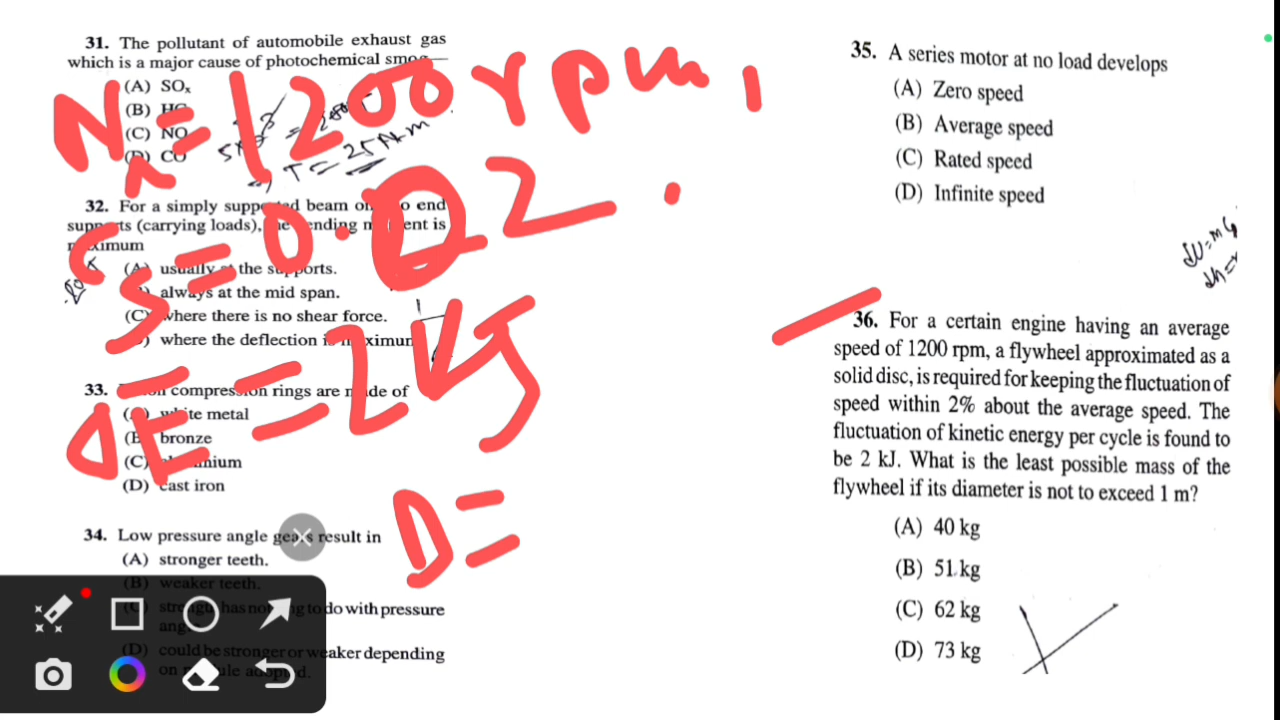 31. The pollutant of automobile exhaust gas
which is a major cause of photochemical smog
(A) SOₓ
(B) HC
(C) NO
(D) CO
T = 25 N-m
32. For a simply supported beam on end
supports (carrying loads), the bending moment is
maximum
(A) usually at the supports.
always at the mid span.
(C) where there is no shear force.
where the deflection is
33. compression rings are made of
(A) white metal
(B) bronze
(C)
(D) cast iron
34. Low pressure angle gears result in
(A) stronger teeth.
(B) weaker teeth.
(C) has to do with pressure
(D) could be stronger or weaker depending
on
N = 1200 rpm,
Cs = 0.02
ΔE = 2 kJ
D =
35. A series motor at no load develops
(A) Zero speed
(B) Average speed
(C) Rated speed
(D) Infinite speed
36. For a certain engine having an average
speed of 1200 rpm, a flywheel approximated as a
solid disc, is required for keeping the fluctuation of
speed within 2% about the average speed. The
fluctuation of kinetic energy per cycle is found to
be 2 kJ. What is the least possible mass of the
flywheel if its diameter is not to exceed 1 m?
(A) 40 kg
(B) 51 kg
(C) 62 kg
(D) 73 kg